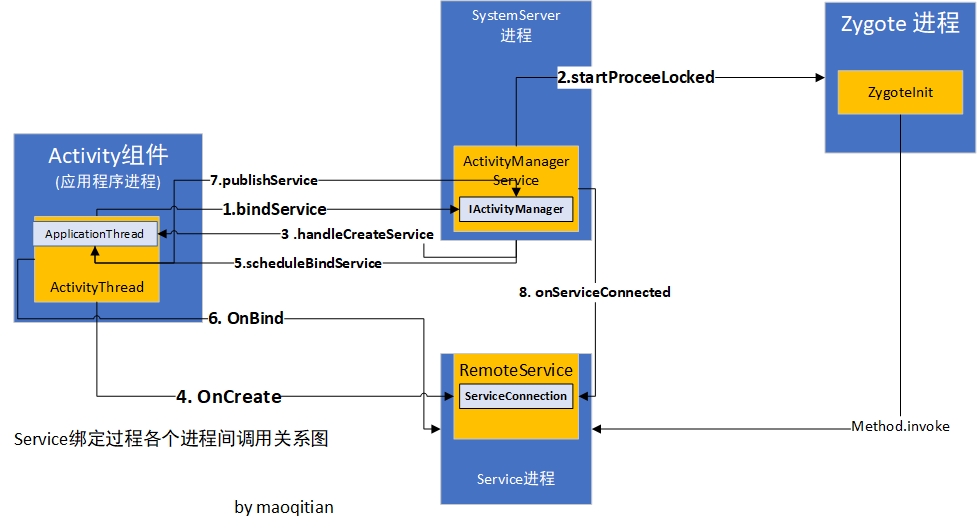 SystemServer
进程
Zygote 进程
2.startProceeLocked
ZygoteInit
Activity组件
(应用程序进程)
ActivityManager
Service
7.publishService
1.bindService
IActivityManager
ApplicationThread
3 .handleCreateService
5.scheduleBindService
ActivityThread
8. onServiceConnected
6. OnBind
RemoteService
4. OnCreate
ServiceConnection
Method.invoke
Service绑定过程各个进程间调用关系图
Service进程
by maoqitian